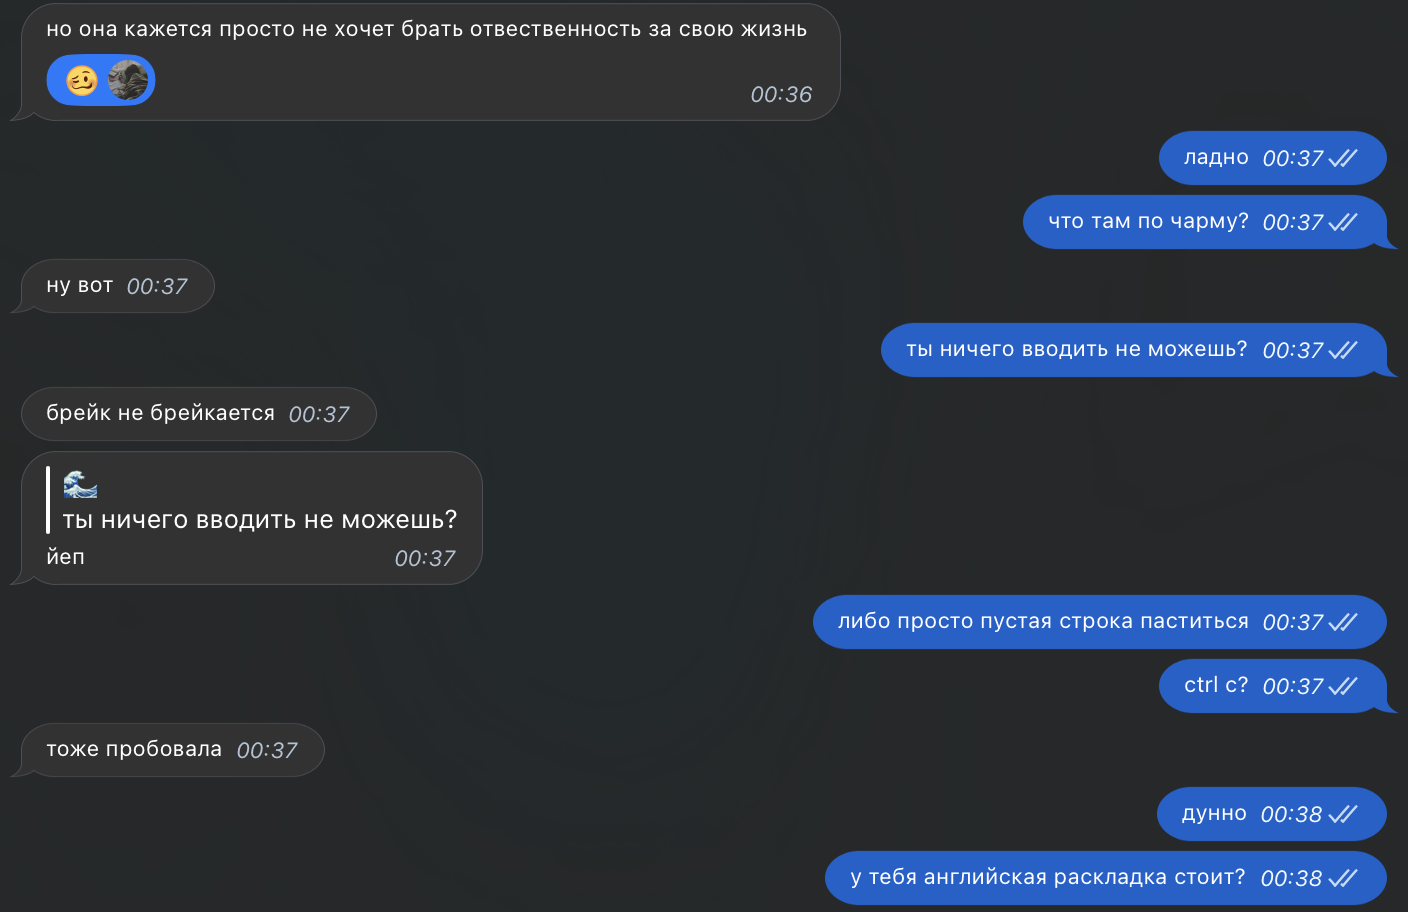 но она кажется просто не хочет брать отвественность за свою жизнь
00:36
ладно 00:37
что там по чарму? 00:37
ну вот 00:37
ты ничего вводить не можешь? 00:37
брейк не брейкается 00:37
🌊
ты ничего вводить не можешь?
йеп 00:37
либо просто пустая строка паститься 00:37
ctrl c? 00:37
тоже пробовала 00:37
дунно 00:38
у тебя английская раскладка стоит? 00:38